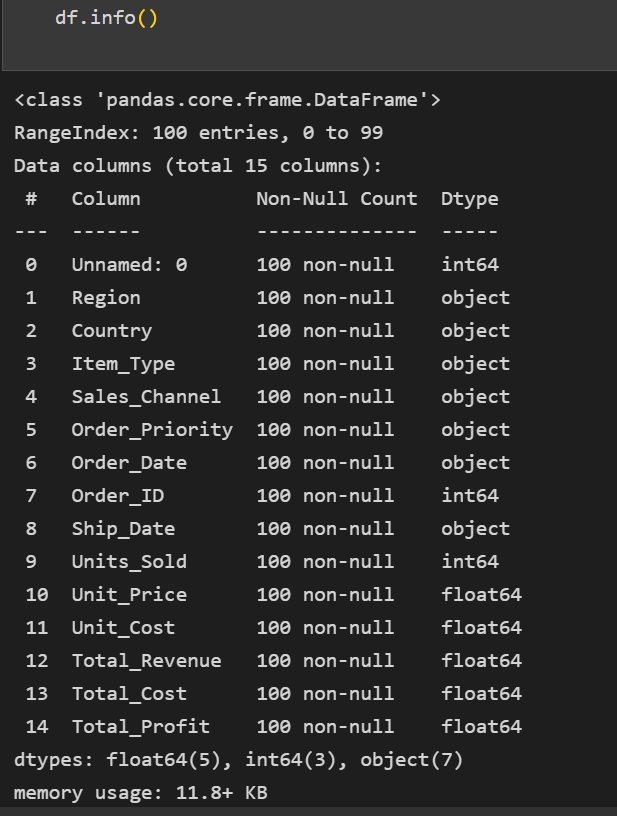 df.info()
<class 'pandas.core.frame.DataFrame'>
RangeIndex: 100 entries, 0 to 99
Data columns (total 15 columns):
 #   Column          Non-Null Count  Dtype
---  ------          --------------  -----
 0   Unnamed: 0      100 non-null    int64
 1   Region          100 non-null    object
 2   Country         100 non-null    object
 3   Item_Type       100 non-null    object
 4   Sales_Channel   100 non-null    object
 5   Order_Priority  100 non-null    object
 6   Order_Date      100 non-null    object
 7   Order_ID        100 non-null    int64
 8   Ship_Date       100 non-null    object
 9   Units_Sold      100 non-null    int64
 10  Unit_Price      100 non-null    float64
 11  Unit_Cost       100 non-null    float64
 12  Total_Revenue   100 non-null    float64
 13  Total_Cost      100 non-null    float64
 14  Total_Profit    100 non-null    float64
dtypes: float64(5), int64(3), object(7)
memory usage: 11.8+ KB